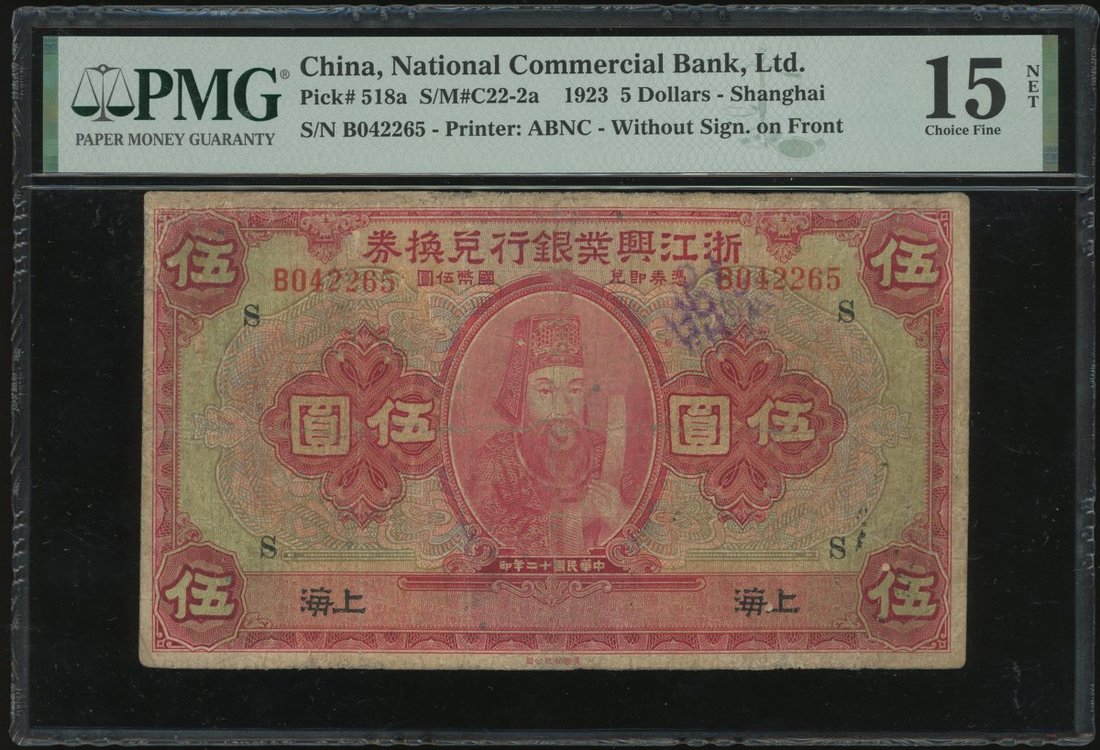 PMG®
PAPER MONEY GUARANTY
China, National Commercial Bank, Ltd.
Pick# 518a S/M#C22-2a 1923 5 Dollars - Shanghai
S/N B042265 - Printer: ABNC - Without Sign. on Front
15
NET
Choice Fine
伍
券換兌行銀業興江浙
伍
B042265
圓伍幣國
兌即券憑
B042265
S
S
圓伍
圓伍
S
S
印年二十國民華中
伍
海上
海上
伍